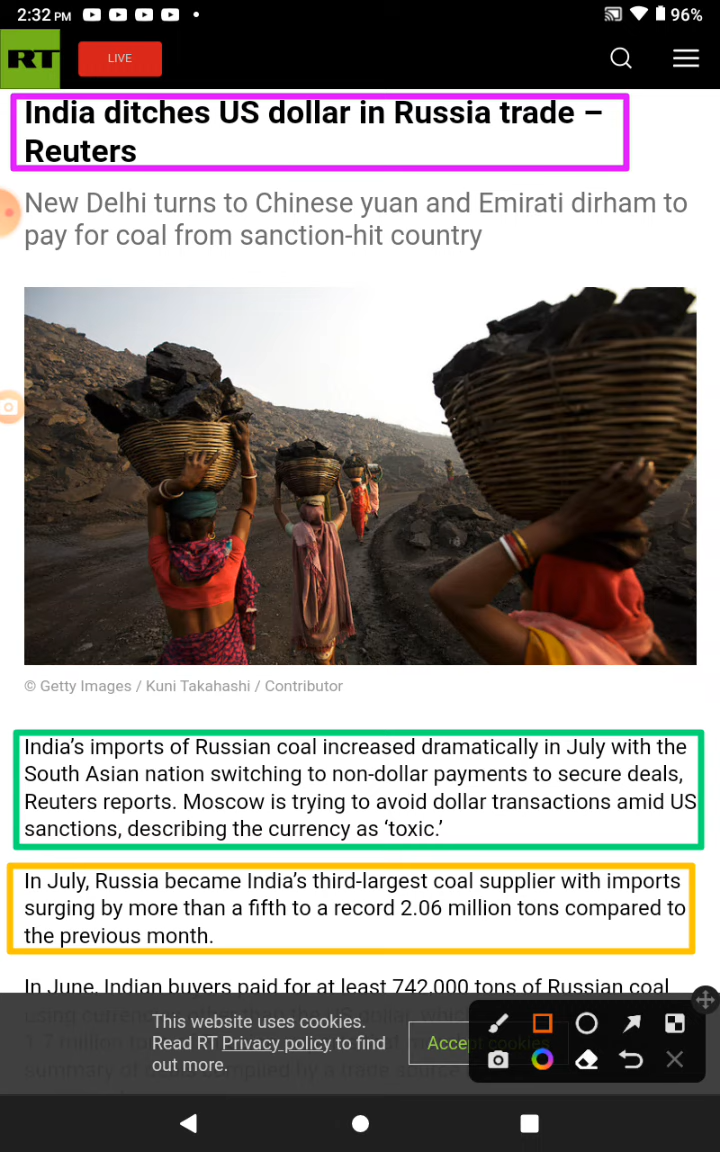 2:32 PM
96%
RT
LIVE
India ditches US dollar in Russia trade –
Reuters
New Delhi turns to Chinese yuan and Emirati dirham to
pay for coal from sanction-hit country
© Getty Images / Kuni Takahashi / Contributor
India’s imports of Russian coal increased dramatically in July with the
South Asian nation switching to non-dollar payments to secure deals,
Reuters reports. Moscow is trying to avoid dollar transactions amid US
sanctions, describing the currency as ‘toxic.’
In July, Russia became India’s third-largest coal supplier with imports
surging by more than a fifth to a record 2.06 million tons compared to
the previous month.
In June, Indian buyers paid for at least 742,000 tons of Russian coal
This website uses cookies.
Read RT Privacy policy to find
out more.
Accept cookies